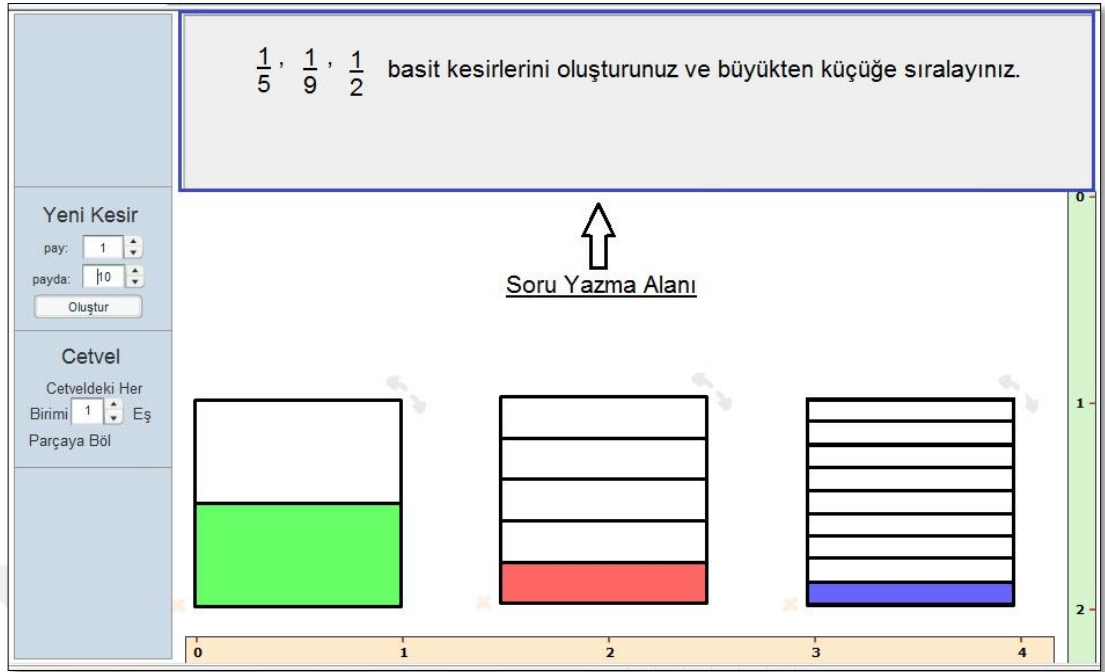 1/5, 1/9, 1/2 basit kesirlerini oluşturunuz ve büyükten küçüğe sıralayınız.
Soru Yazma Alanı
Yeni Kesir
pay: 1
payda: 10
Oluştur
Cetvel
Cetveldeki Her
Birimi 1 Eş
Parçaya Böl
0
1
2
0 1 2 3 4